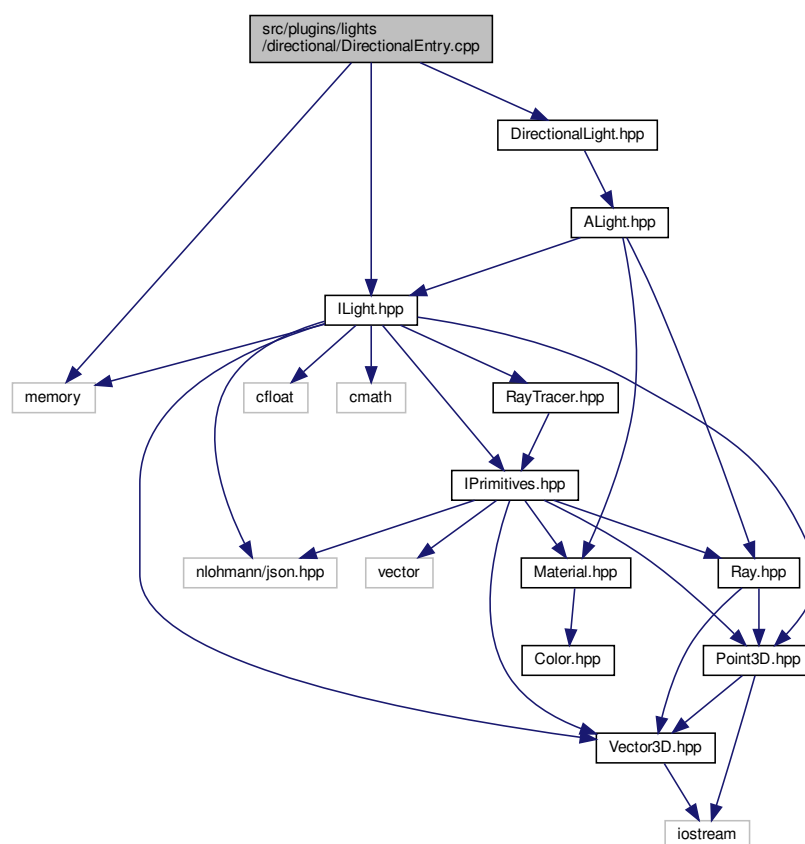 src/plugins/lights
/directional/DirectionalEntry.cpp
DirectionalLight.hpp
ALight.hpp
ILight.hpp
memory
cfloat
cmath
RayTracer.hpp
IPrimitives.hpp
nlohmann/json.hpp
vector
Material.hpp
Ray.hpp
Color.hpp
Point3D.hpp
Vector3D.hpp
iostream